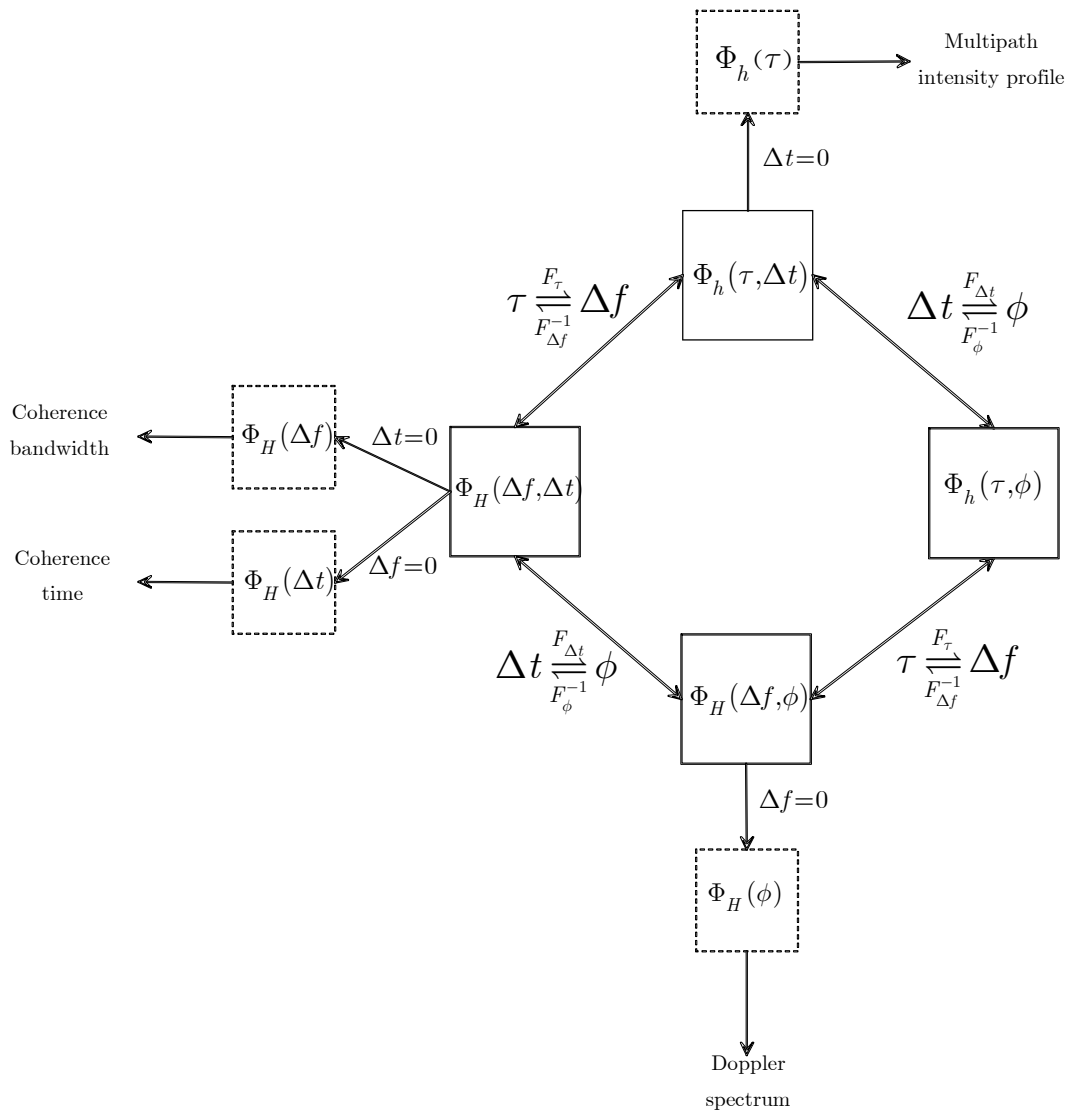 Φ_h(τ)
Multipath
intensity profile
Δt=0
Φ_h(τ,Δt)
τ ⇌ Δf
F_τ
F_Δf^−1
Δt ⇌ ϕ
F_Δt
F_ϕ^−1
Coherence
bandwidth
Φ_H(Δf)
Δt=0
Φ_H(Δf,Δt)
Φ_h(τ,ϕ)
Coherence
time
Φ_H(Δt)
Δf=0
Δt ⇌ ϕ
F_Δt
F_ϕ^−1
Φ_H(Δf,ϕ)
τ ⇌ Δf
F_τ
F_Δf^−1
Δf=0
Φ_H(ϕ)
Doppler
spectrum